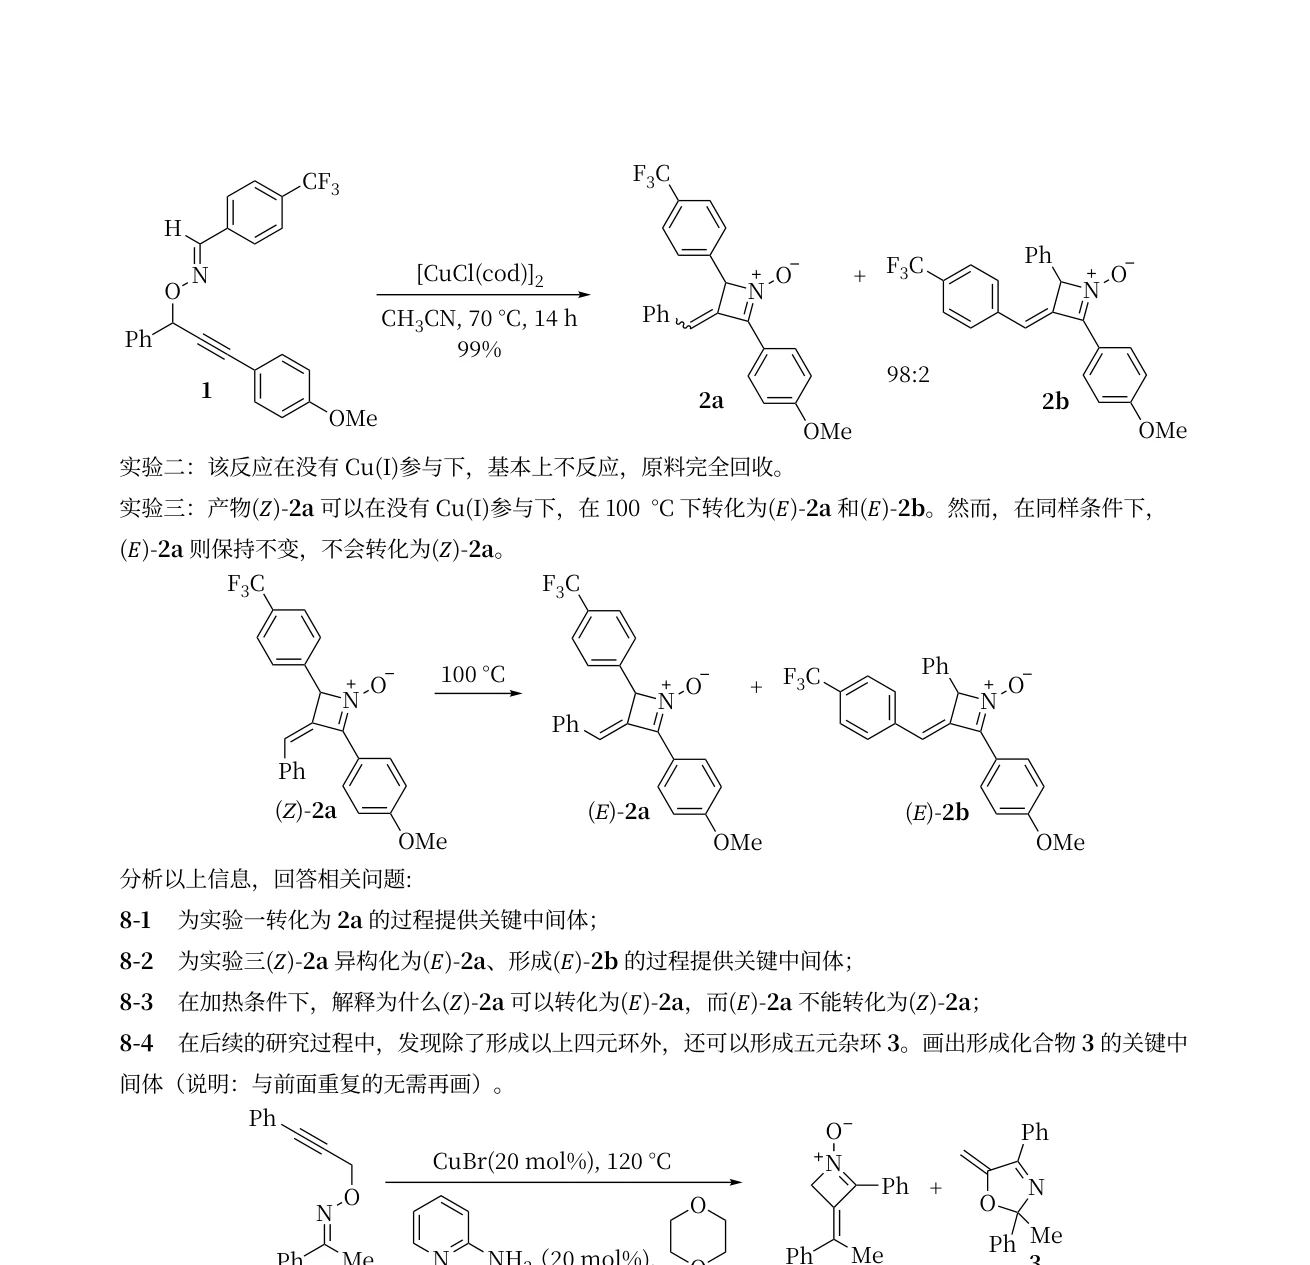 CF3
H
N
O
Ph
1
OMe
[CuCl(cod)]2
CH3CN, 70 °C, 14 h
99%
F3C
N+ O−
Ph
2a
OMe
+
98:2
F3C
Ph
N+ O−
2b
OMe
实验二：该反应在没有 Cu(I)参与下，基本上不反应，原料完全回收。
实验三：产物(Z)-2a 可以在没有 Cu(I)参与下，在 100 °C 下转化为(E)-2a 和(E)-2b。然而，在同样条件下，
(E)-2a 则保持不变，不会转化为(Z)-2a。
F3C
N+ O−
Ph
(Z)-2a
OMe
100 °C
F3C
N+ O−
Ph
(E)-2a
OMe
+
F3C
Ph
N+ O−
(E)-2b
OMe
分析以上信息，回答相关问题:
8-1 为实验一转化为 2a 的过程提供关键中间体；
8-2 为实验三(Z)-2a 异构化为(E)-2a、形成(E)-2b 的过程提供关键中间体；
8-3 在加热条件下，解释为什么(Z)-2a 可以转化为(E)-2a，而(E)-2a 不能转化为(Z)-2a；
8-4 在后续的研究过程中，发现除了形成以上四元环外，还可以形成五元杂环 3。画出形成化合物 3 的关键中
间体（说明：与前面重复的无需再画）。
Ph
O
N
Ph Me
CuBr(20 mol%), 120 °C
N NH2 (20 mol%),
O
O
O−
+N
Ph
Ph Me
+
Ph
N
O
Me
Ph
3